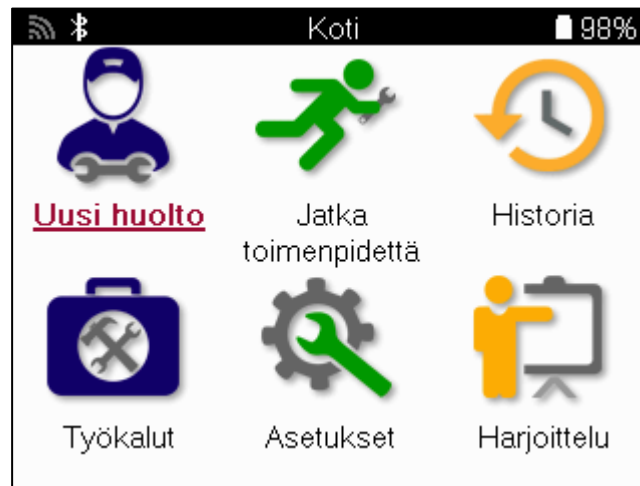 Koti
98%
Uusi huolto
Jatka
toimenpidettä
Historia
Työkalut
Asetukset
Harjoittelu